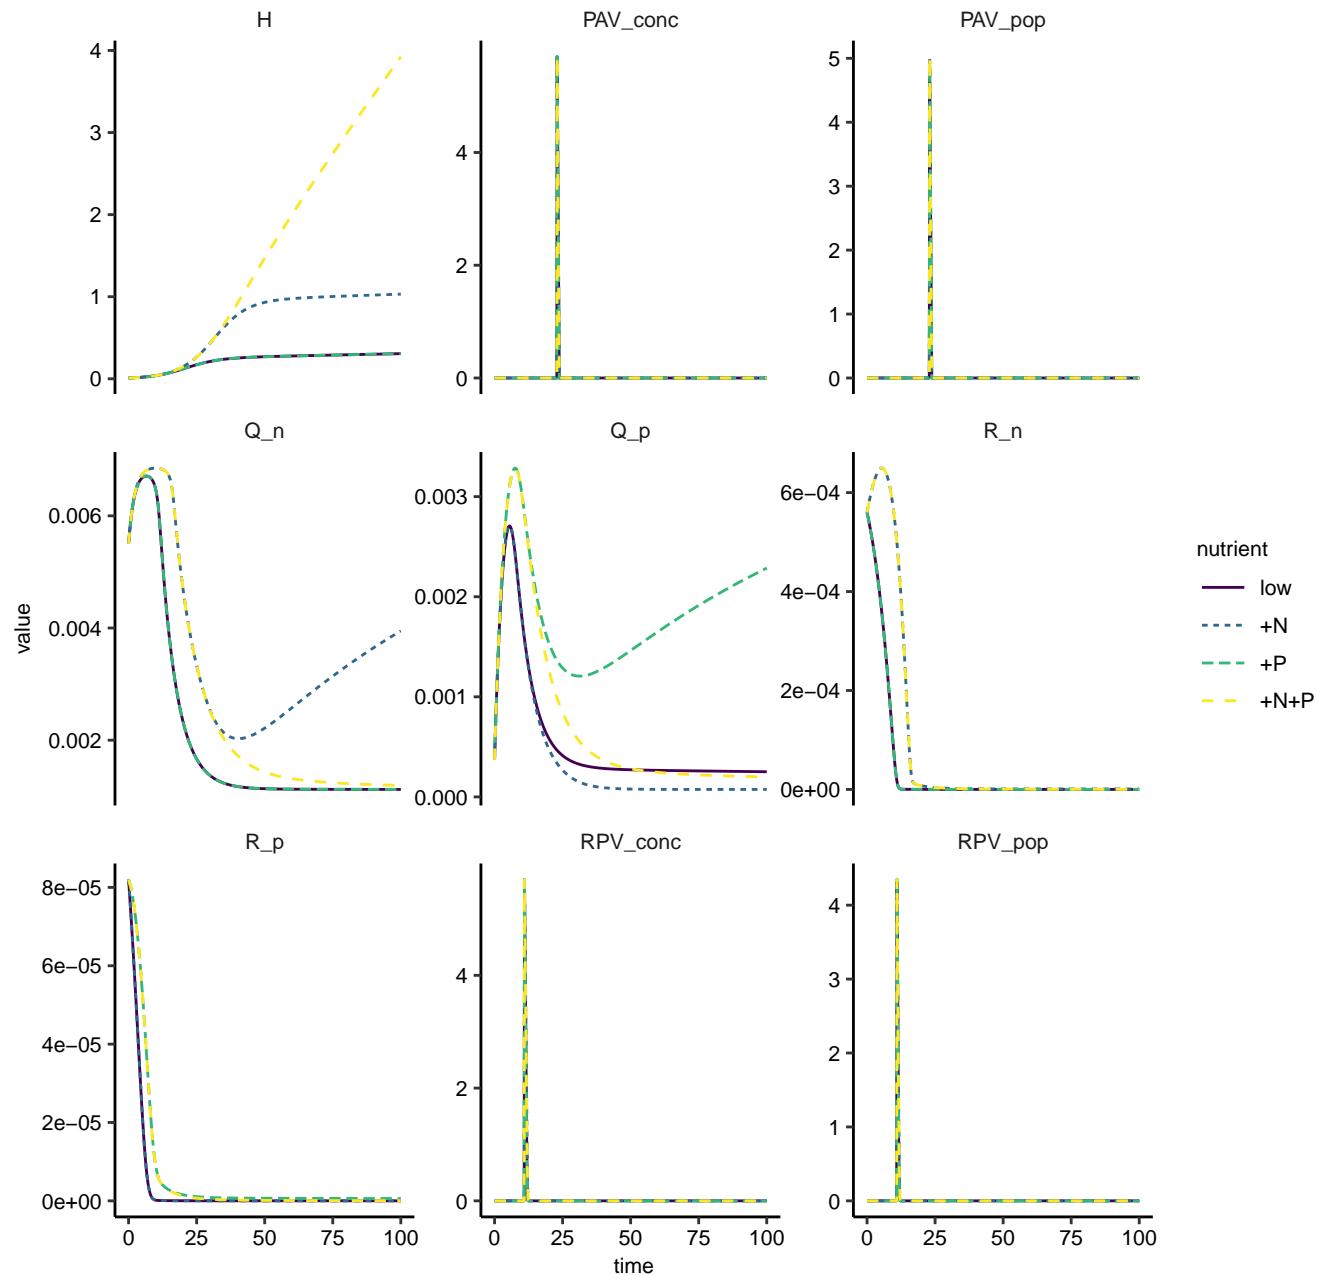 H
PAV_conc
PAV_pop
4
3
2
1
0
4
2
0
5
4
3
2
1
0
Q_n
Q_p
R_n
0.006
0.004
0.002
0.003
0.002
0.001
0.000
6e−04
4e−04
2e−04
0e+00
R_p
RPV_conc
RPV_pop
8e−05
6e−05
4e−05
2e−05
0e+00
4
2
0
4
3
2
1
0
0 25 50 75 100
0 25 50 75 100
0 25 50 75 100
time
value
nutrient
low
+N
+P
+N+P